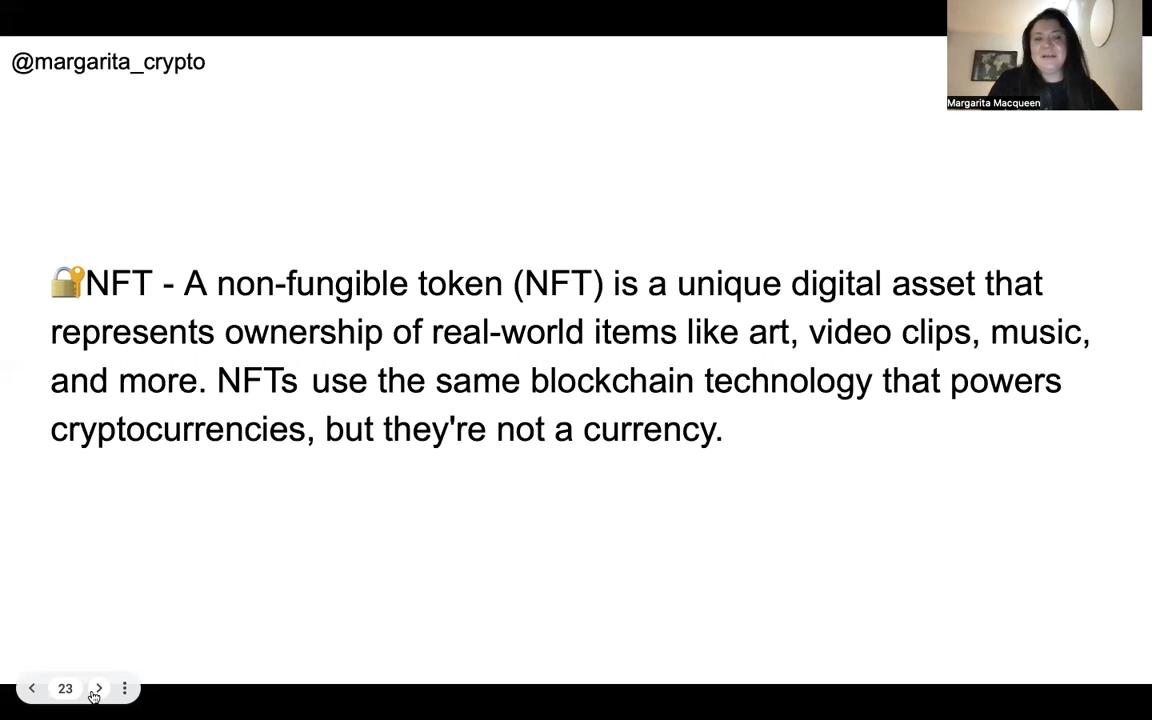 @margarita_crypto
Margarita Macqueen
🔐NFT - A non-fungible token (NFT) is a unique digital asset that
represents ownership of real-world items like art, video clips, music,
and more. NFTs use the same blockchain technology that powers
cryptocurrencies, but they're not a currency.
23